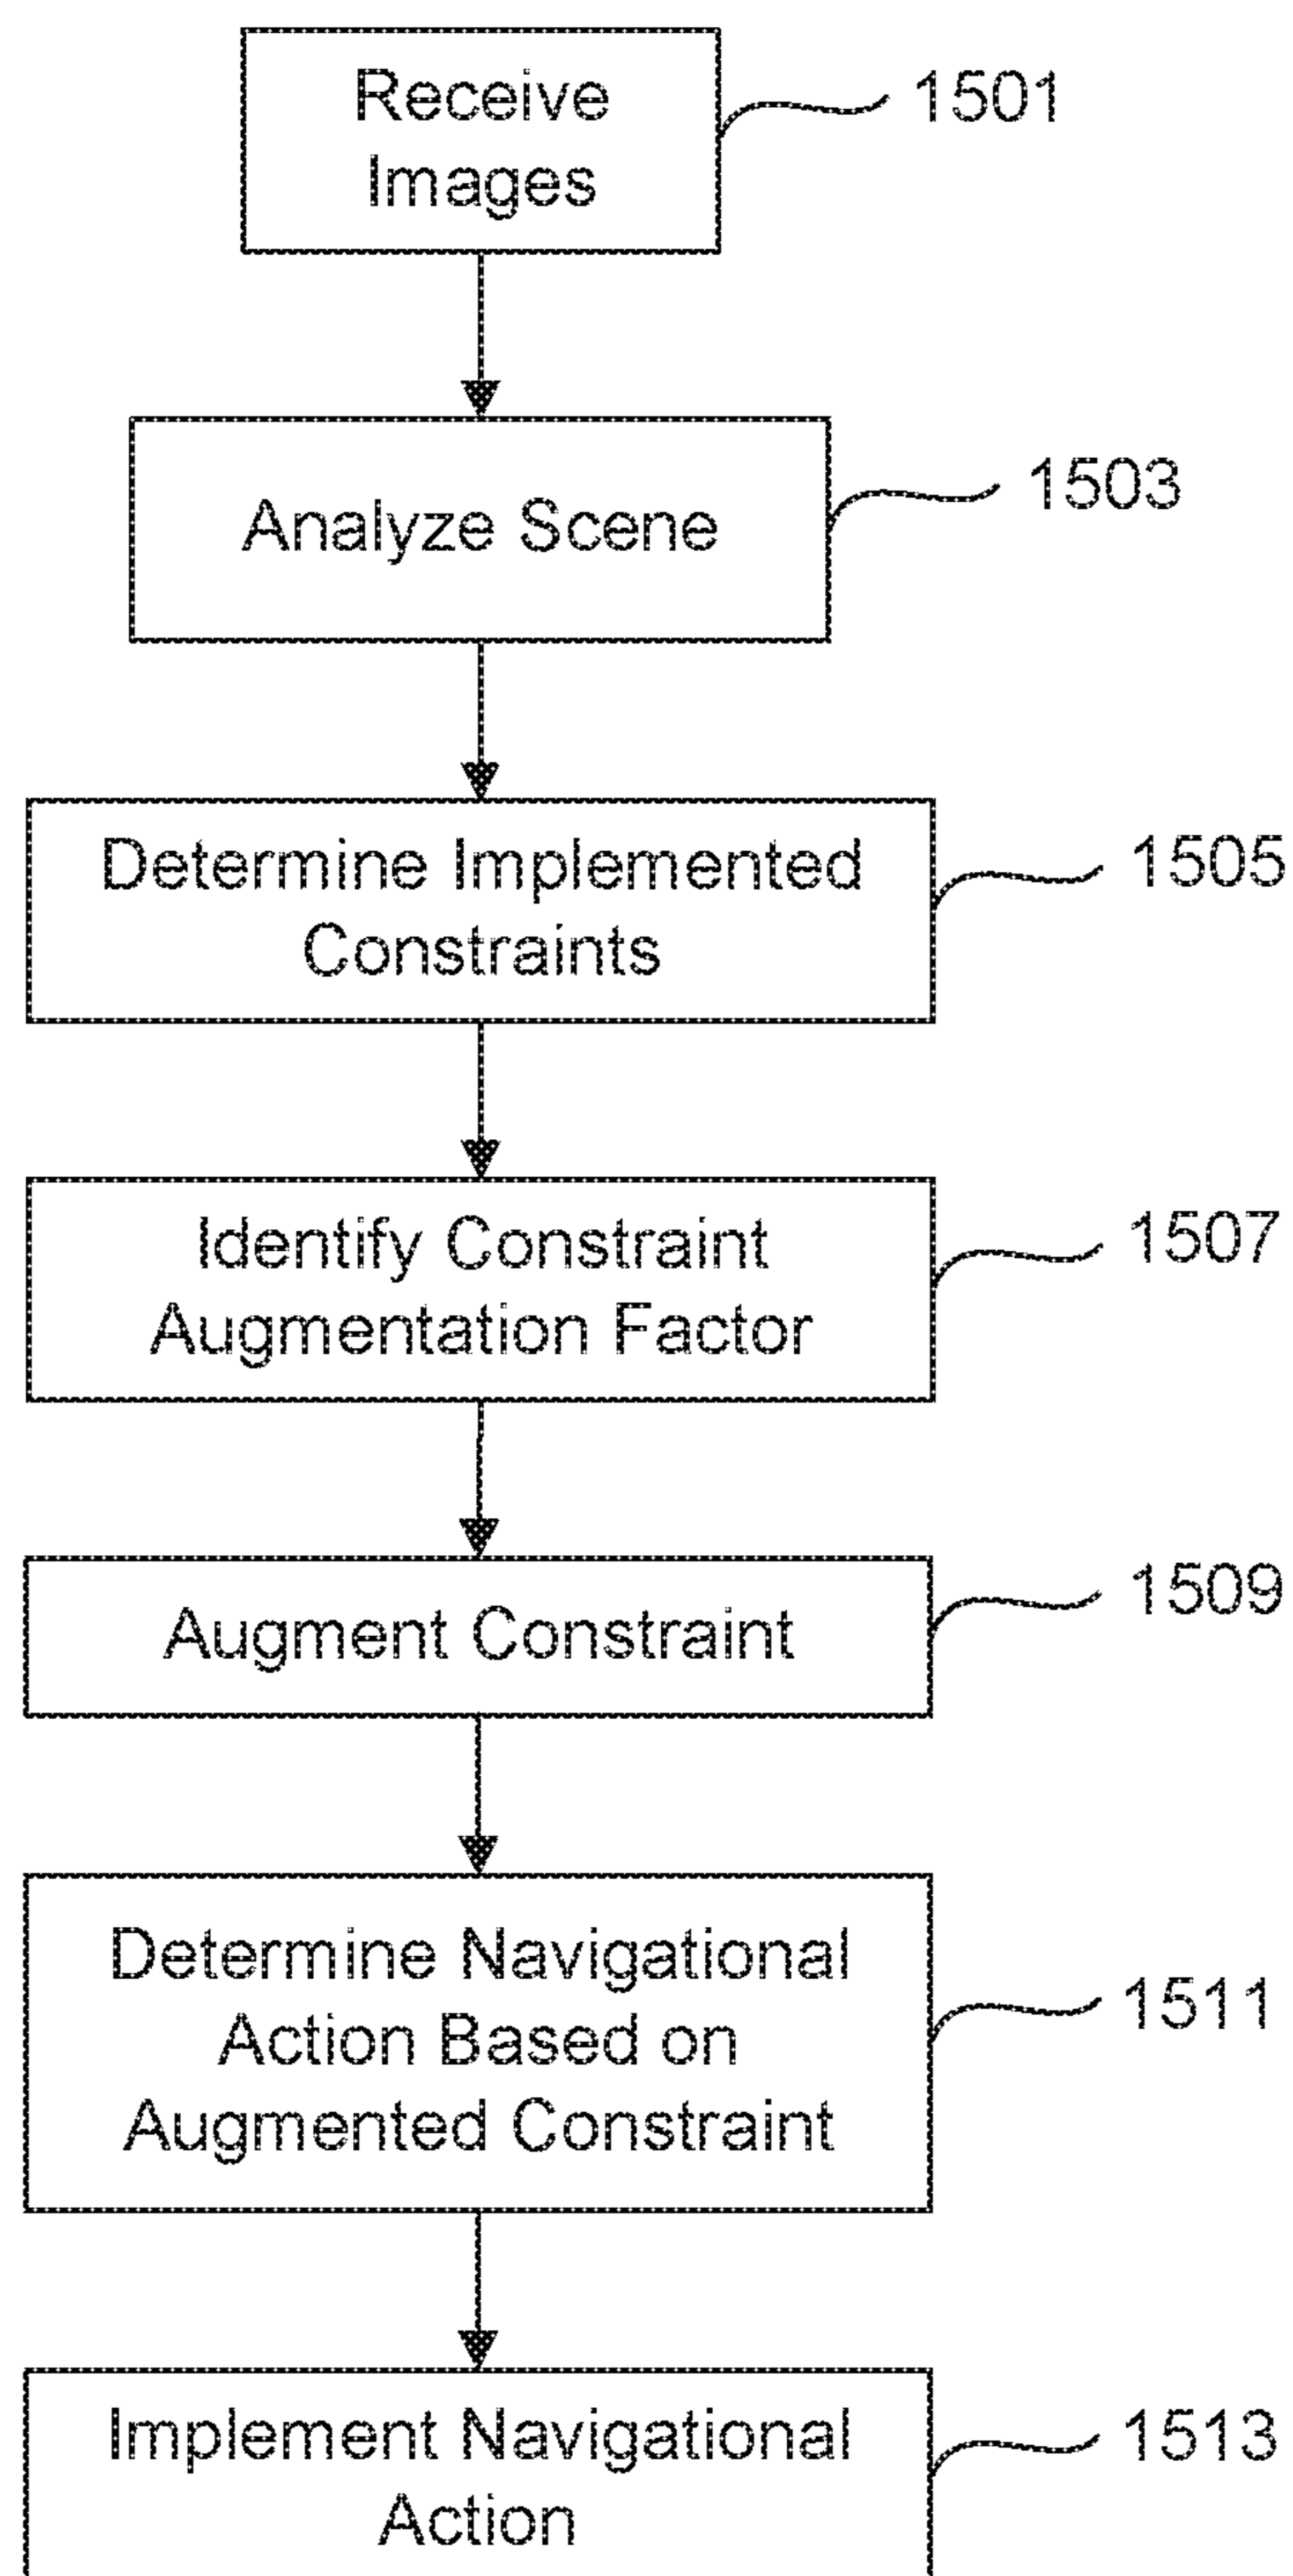 Receive
Images
1501
Analyze Scene
1503
Determine Implemented
Constraints
1505
Identify Constraint
Augmentation Factor
1507
Augment Constraint
1509
Determine Navigational
Action Based on
Augmented Constraint
1511
Implement Navigational
Action
1513